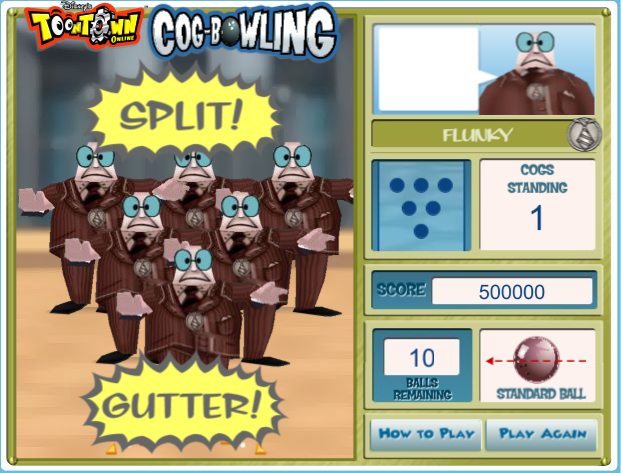 Disney's
TOONTOWN
ONLINE
COG-BOWLING
SPLIT!
GUTTER!
FLUNKY
COGS
STANDING
1
SCORE 500000
10
BALLS
REMAINING
STANDARD BALL
HOW TO PLAY
PLAY AGAIN